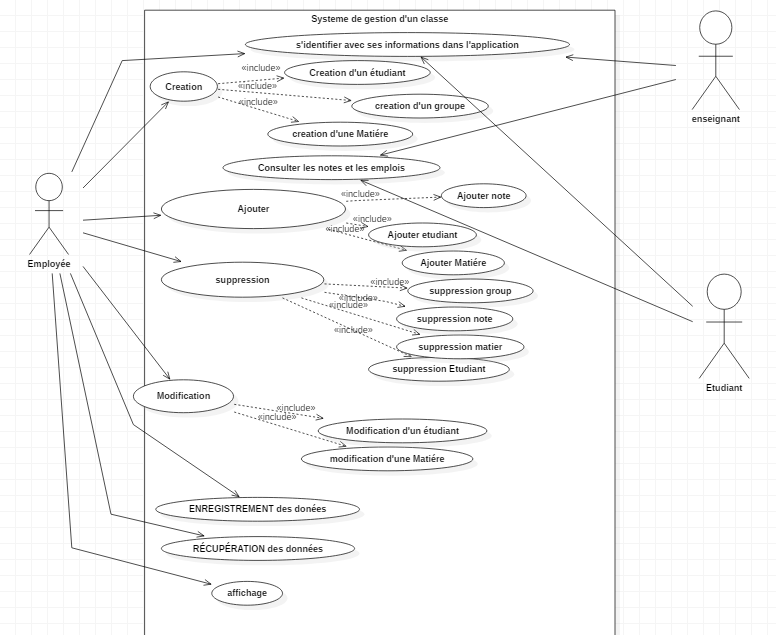 Systeme de gestion d'un classe
s'identifier avec ses informations dans l'application
«include»
Creation d'un étudiant
Creation
«include»
«include»
creation d'un groupe
creation d'une Matiére
enseignant
Consulter les notes et les emplois
«include»
Ajouter note
Ajouter
«include»
«include»
Ajouter etudiant
Employée
Ajouter Matiére
suppression
«include»
suppression group
«include»
«include»
suppression note
«include»
suppression matier
suppression Etudiant
Etudiant
Modification
«include»
«include»
Modification d'un étudiant
modification d'une Matiére
ENREGISTREMENT des donées
RÉCUPÉRATION des données
affichage